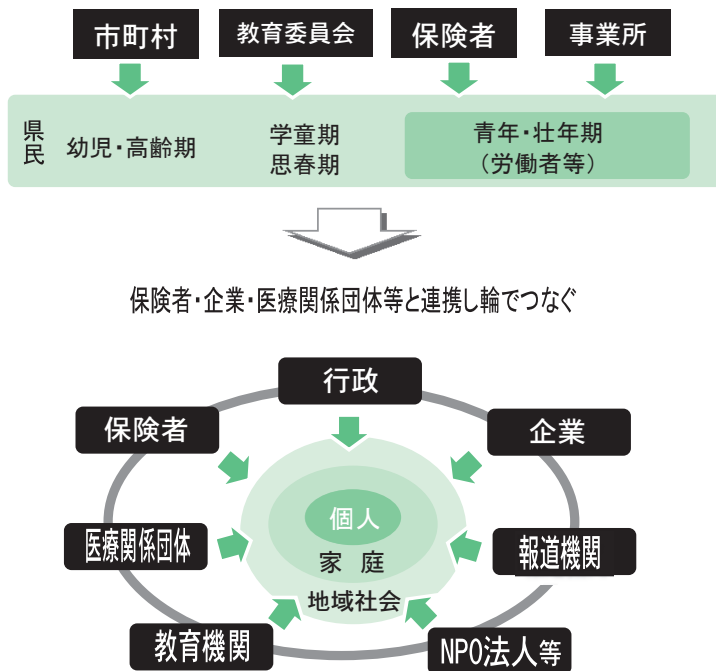 市町村
教育委員会
保険者
事業所
県民
幼児・高齢期
学童期
思春期
青年・壮年期
(労働者等)
保険者・企業・医療関係団体等と連携し輪でつなぐ
行政
保険者
企業
医療関係団体
個人
報道機関
家 庭
地域社会
教育機関
NPO法人等